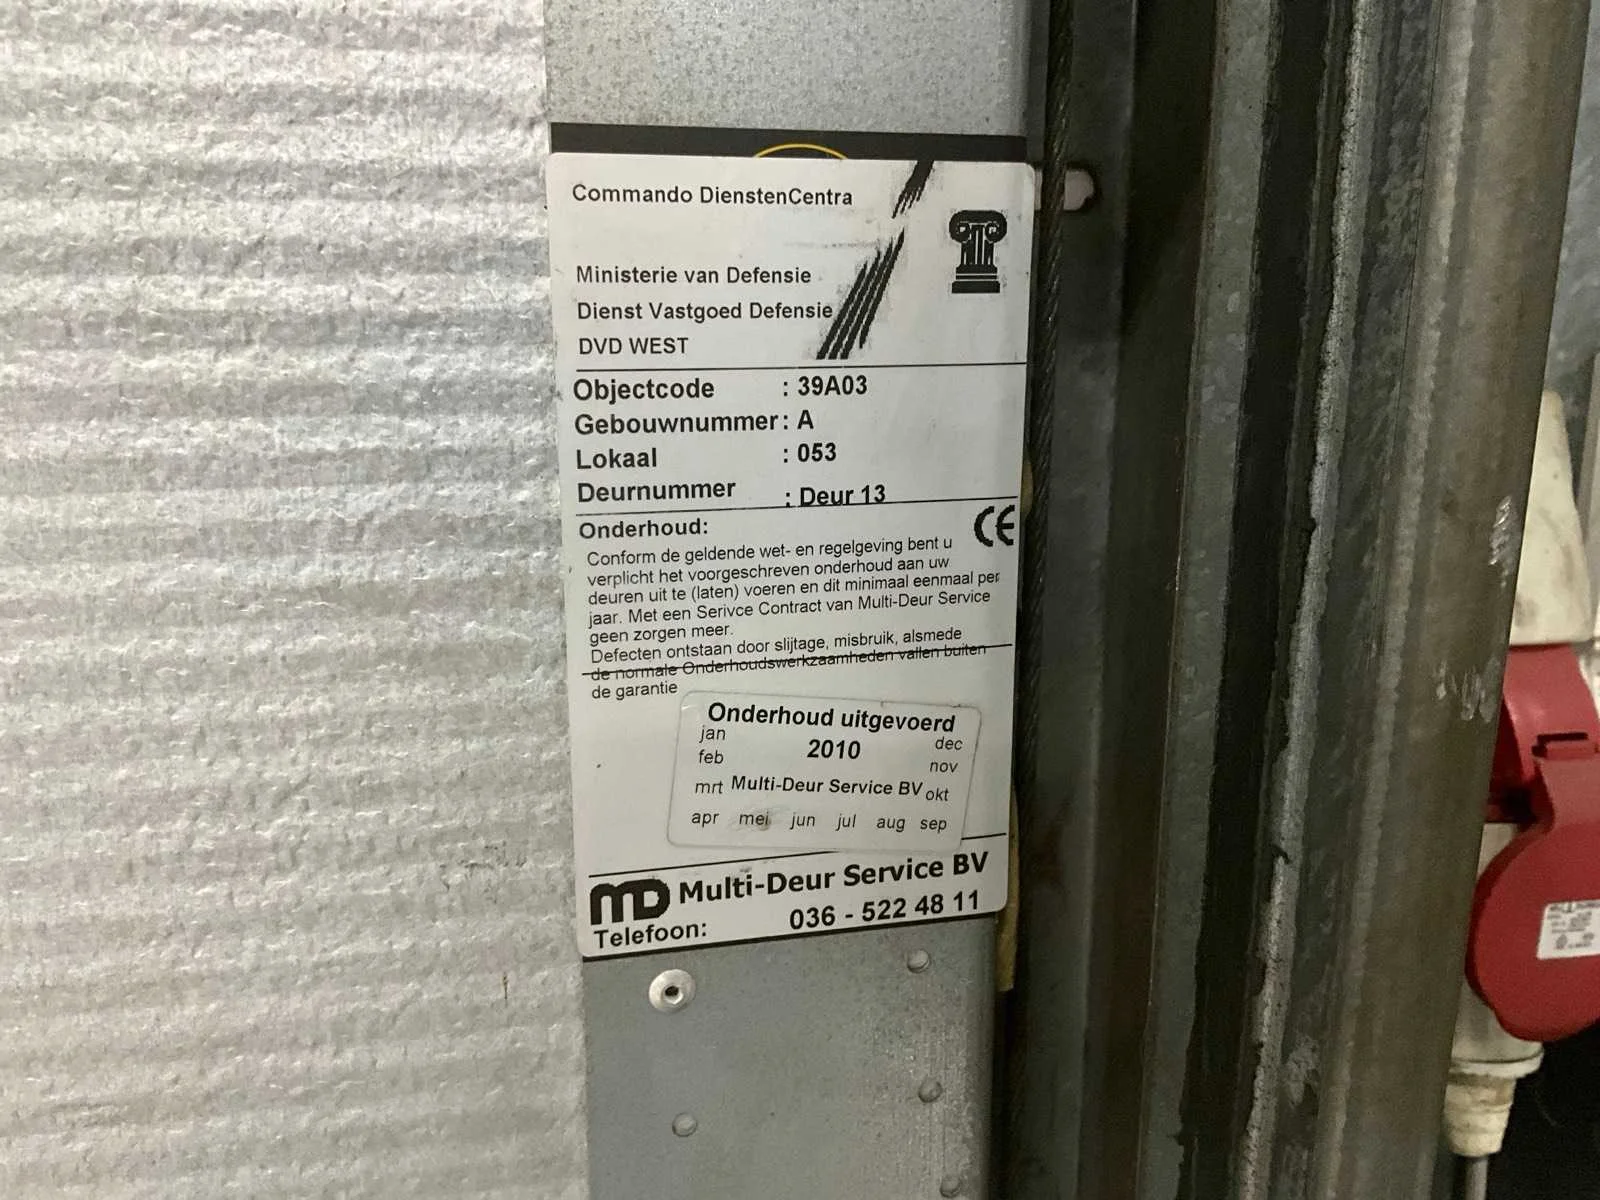 Commando DienstenCentra
Ministerie van Defensie
Dienst Vastgoed Defensie
DVD WEST
Objectcode : 39A03
Gebouwnummer : A
Lokaal : 053
Deurnummer : Deur 13
Onderhoud: CE
Conform de geldende wet- en regelgeving bent u
verplicht het voorgeschreven onderhoud aan uw
deuren uit te (laten) voeren en dit minimaal eenmaal per
jaar. Met een Serivce Contract van Multi-Deur Service
geen zorgen meer.
Defecten ontstaan door slijtage, misbruik, alsmede
de normale Onderhoudswerkzaamheden vallen buiten
de garantie
Onderhoud uitgevoerd
jan 2010 dec
feb nov
mrt Multi-Deur Service BV okt
apr mei jun jul aug sep
MD Multi-Deur Service BV
Telefoon: 036 - 522 48 11